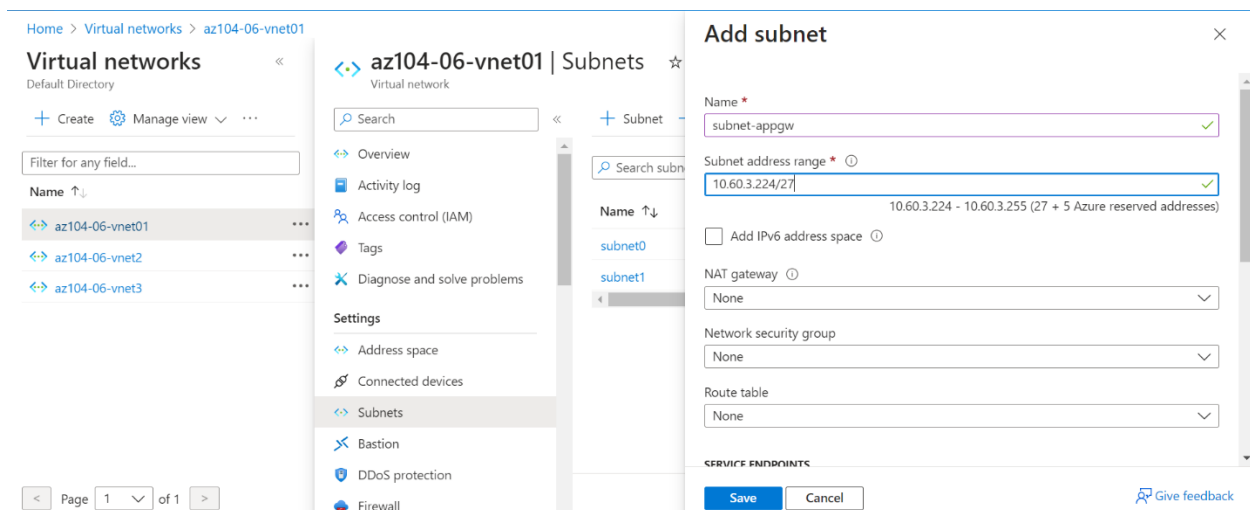 Home > Virtual networks > az104-06-vnet01
Virtual networks «
Default Directory
+ Create Manage view ...
Filter for any field...
Name ↑↓
az104-06-vnet01 ...
az104-06-vnet2 ...
az104-06-vnet3 ...
< Page 1 of 1 >
az104-06-vnet01 | Subnets ☆
Virtual network
Search «
Overview
Activity log
Access control (IAM)
Tags
Diagnose and solve problems
Settings
Address space
Connected devices
Subnets
Bastion
DDoS protection
Firewall
+ Subnet
Search subn
Name ↑↓
subnet0
subnet1
Add subnet ×
Name *
subnet-appgw
Subnet address range *
10.60.3.224/27
10.60.3.224 - 10.60.3.255 (27 + 5 Azure reserved addresses)
Add IPv6 address space
NAT gateway
None
Network security group
None
Route table
None
SERVICE ENDPOINTS
Save Cancel Give feedback